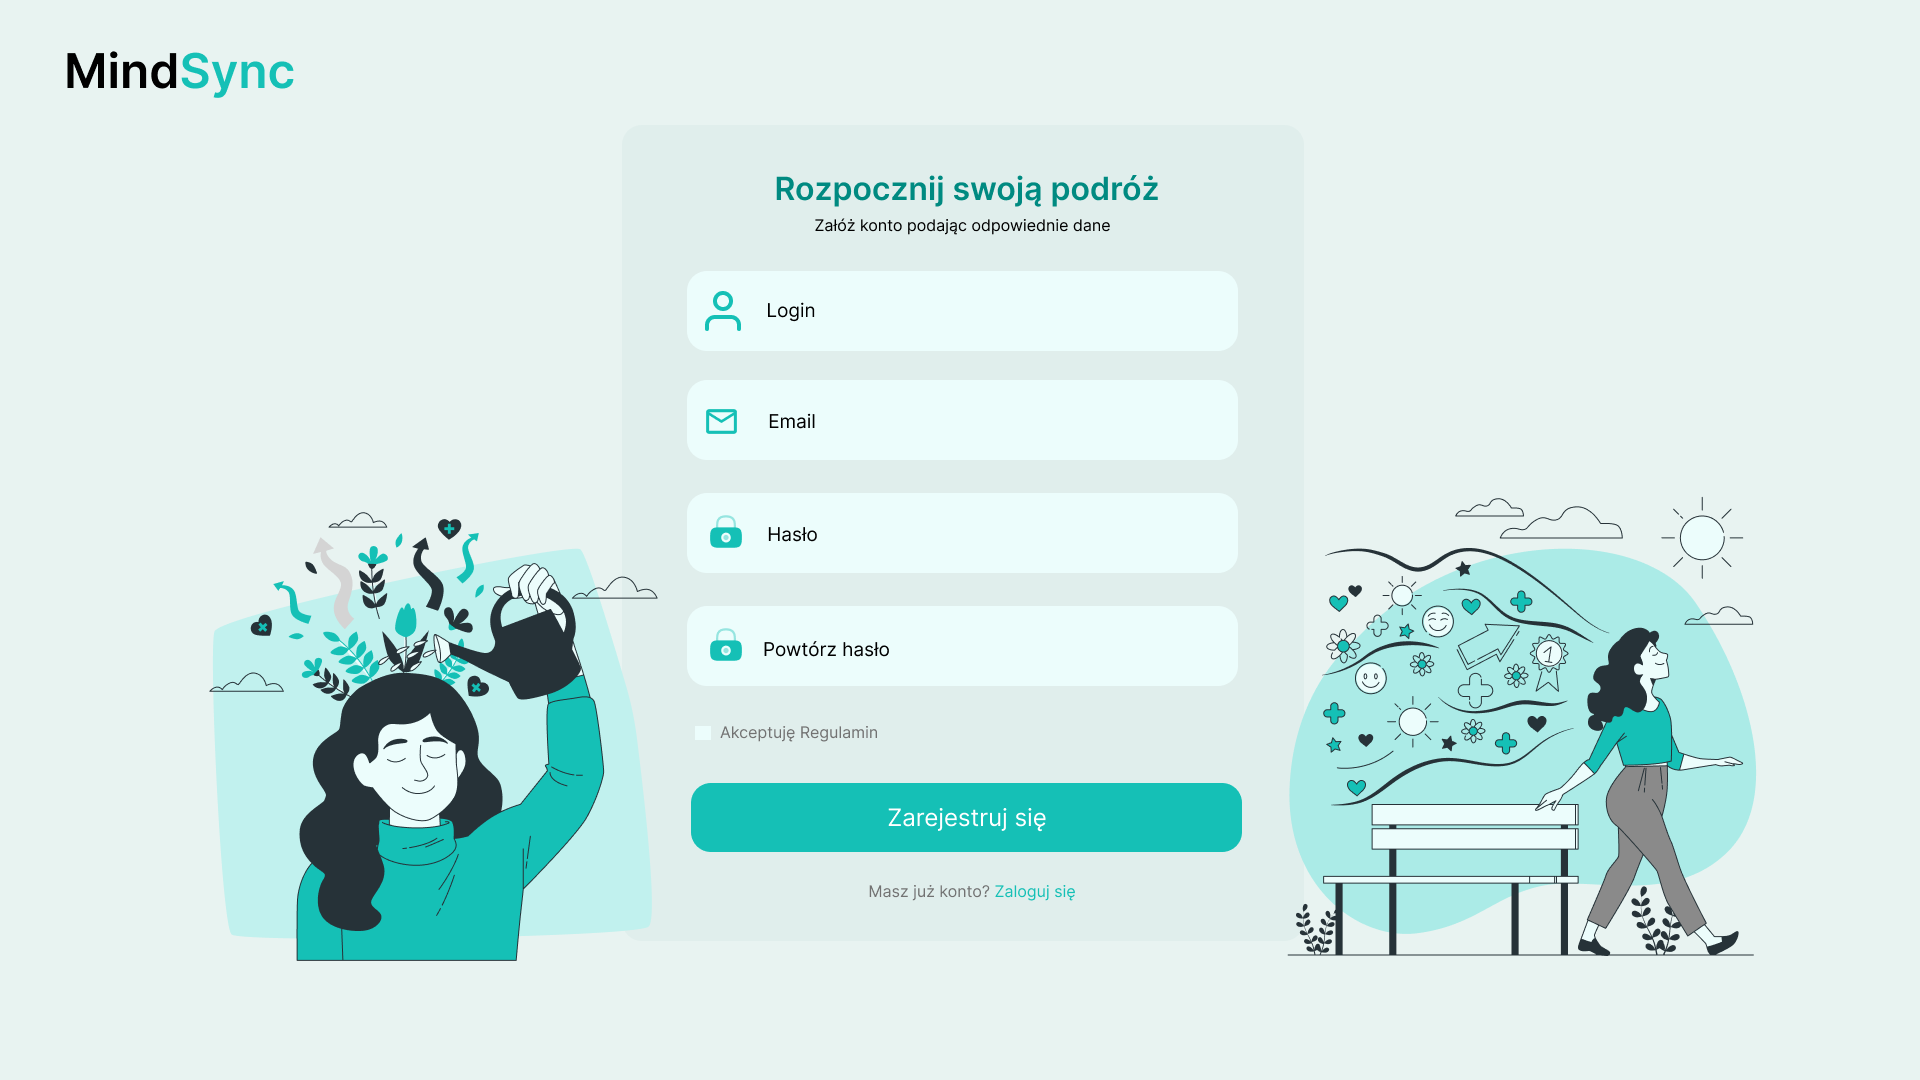 MindSync
Rozpocznij swoją podróż
Załóż konto podając odpowiednie dane
Login
Email
Hasło
Powtórz hasło
Akceptuję Regulamin
Zarejestruj się
Masz już konto? Zaloguj się
1